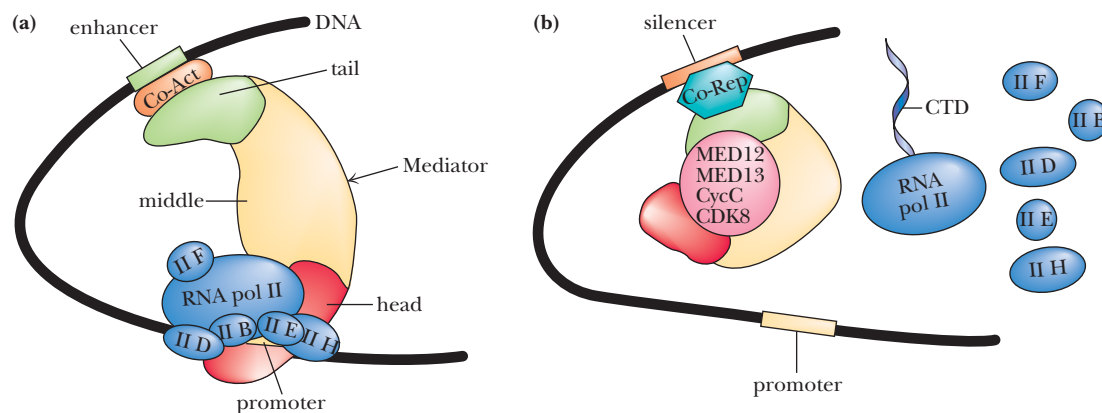 (a)
enhancer
DNA
Co-Act
tail
Mediator
middle
II F
RNA pol II
head
II D
II B
II E
II H
promoter
(b)
silencer
Co-Rep
CTD
II F
II B
MED12
MED13
CycC
CDK8
RNA
pol II
II D
II E
II H
promoter